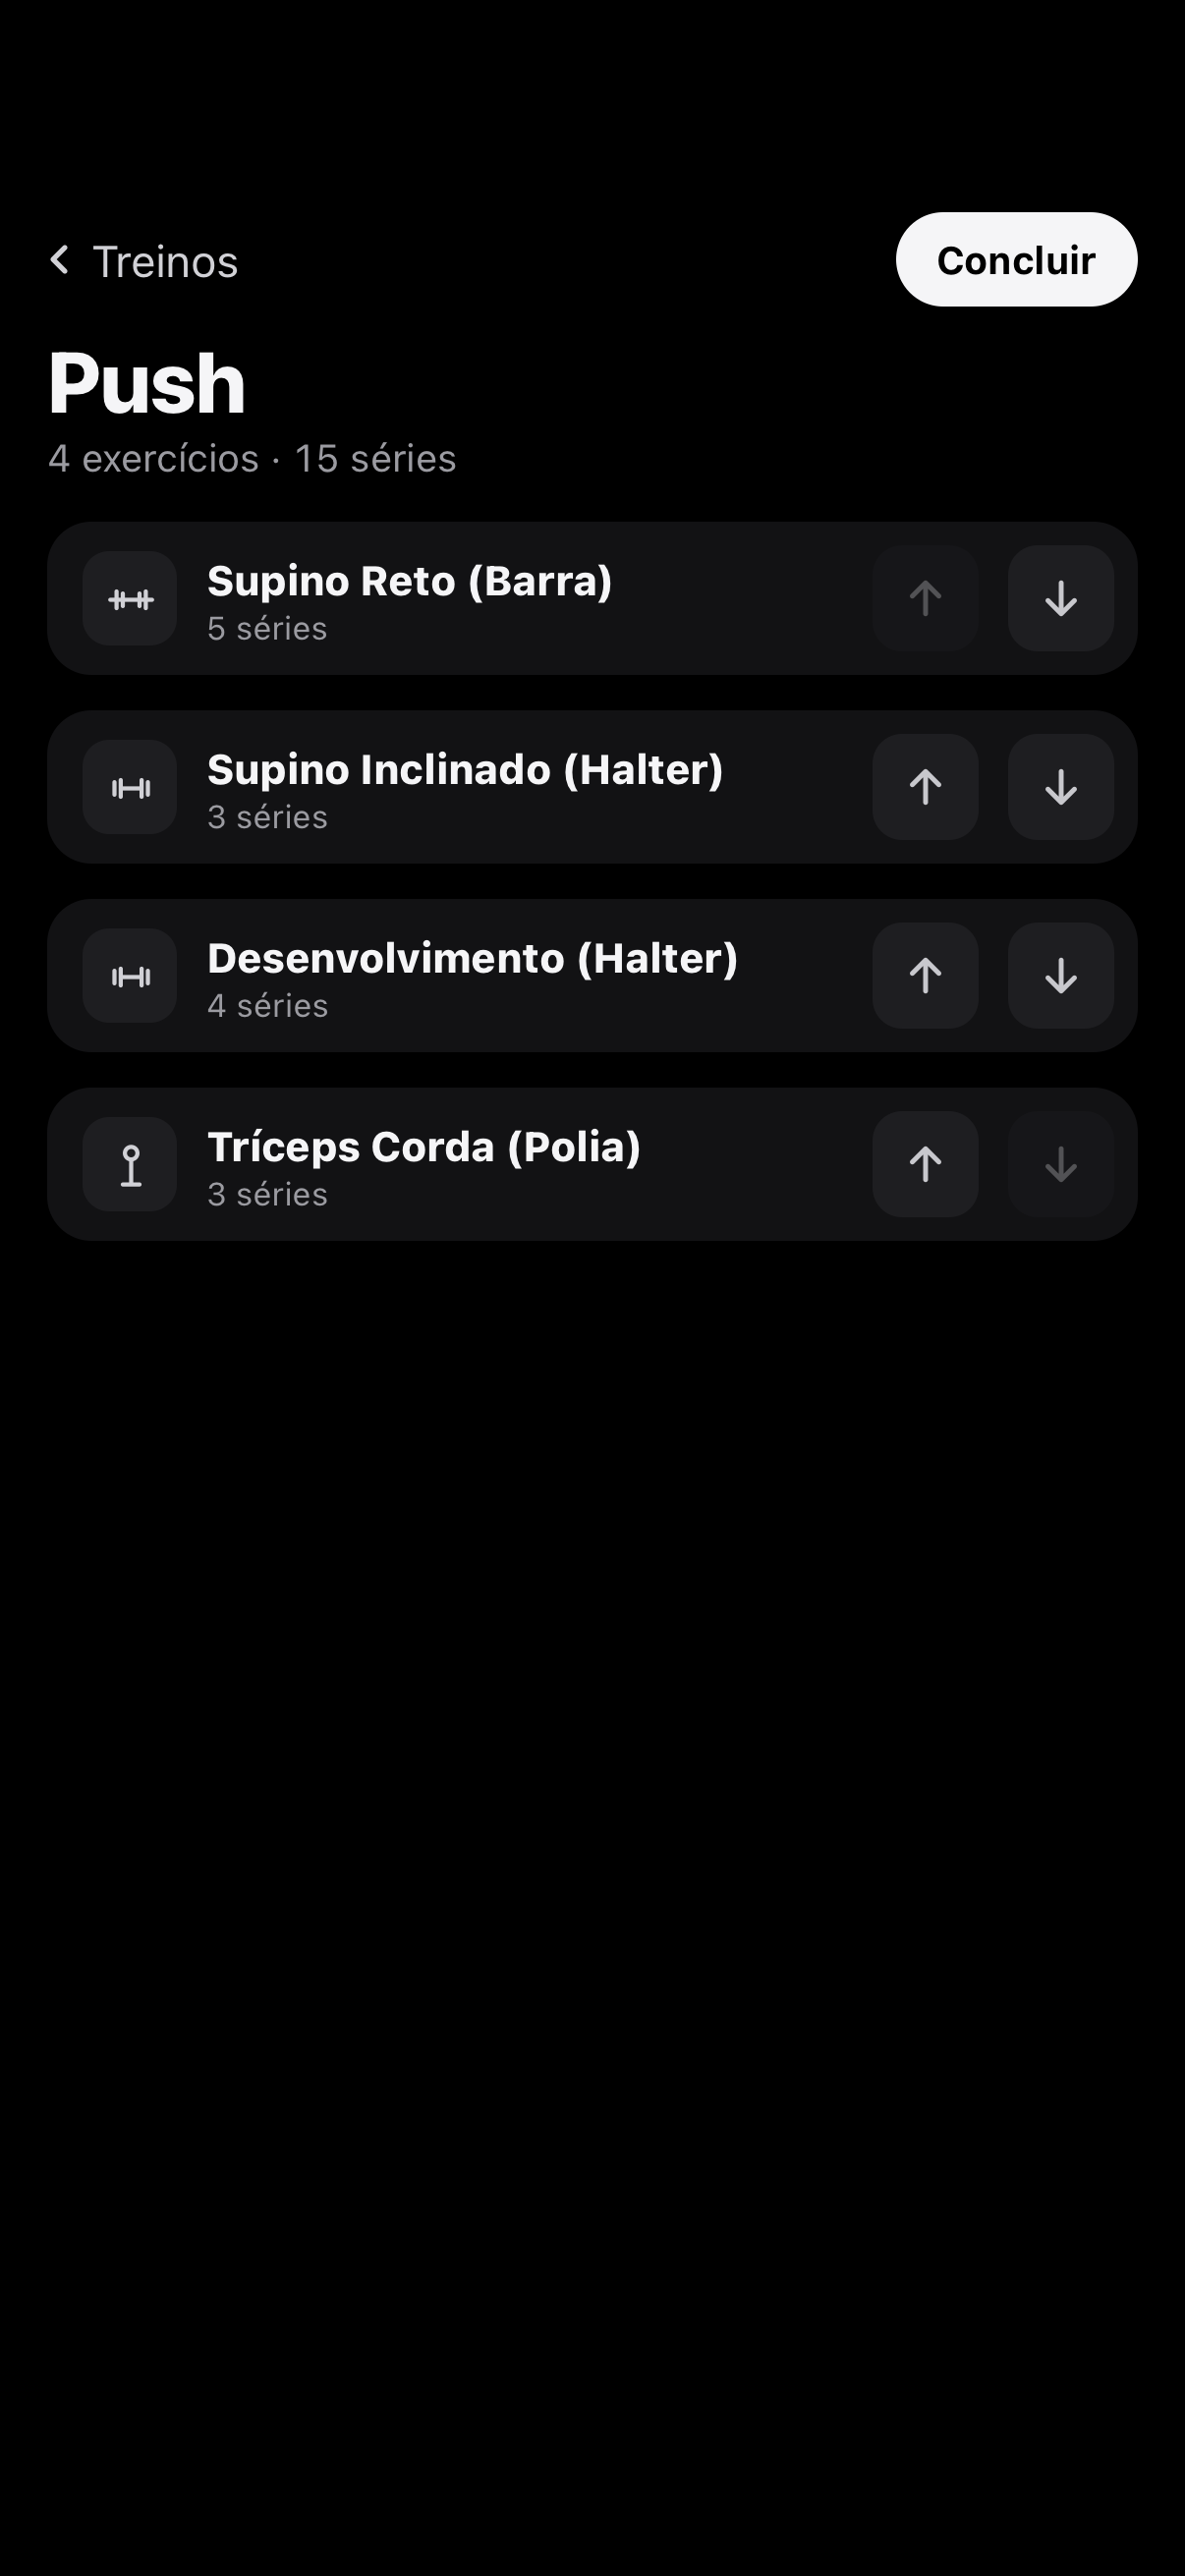 Treinos
Concluir
Push
4 exercícios · 15 séries
Supino Reto (Barra)
5 séries
Supino Inclinado (Halter)
3 séries
Desenvolvimento (Halter)
4 séries
Tríceps Corda (Polia)
3 séries